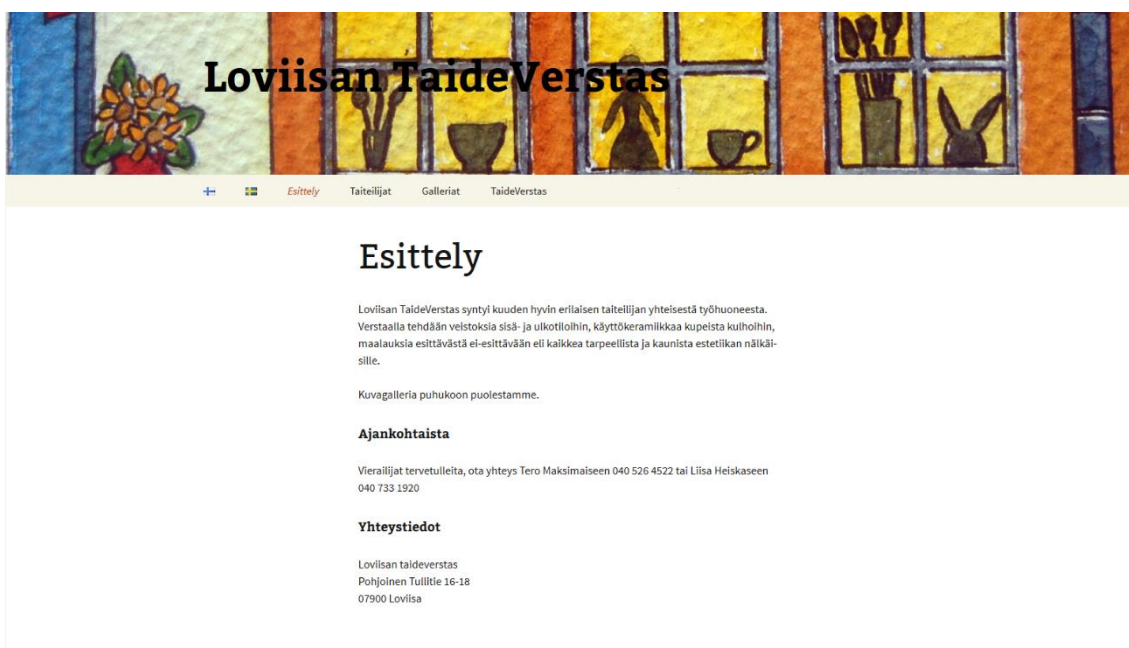 Loviisan TaideVerstas
Esittely Taiteilijat Galleriat TaideVerstas
Esittely
Loviisan TaideVerstas syntyi kuuden hyvin erilaisen taiteilijan yhteisestä työhuoneesta.
Verstaalla tehdään veistoksia sisä- ja ulkotiloihin, käyttökeramiikkaa kupeista kulhoihin,
maalauksia esittävästä ei-esittävään eli kaikkea tarpeellista ja kaunista estetiikan nälkäi-
sille.
Kuvagalleria puhukoon puolestamme.
Ajankohtaista
Vierailijat tervetulleita, ota yhteys Tero Maksimaiseen 040 526 4522 tai Liisa Heiskaseen
040 733 1920
Yhteystiedot
Loviisan taideverstas
Pohjoinen Tullitie 16-18
07900 Loviisa